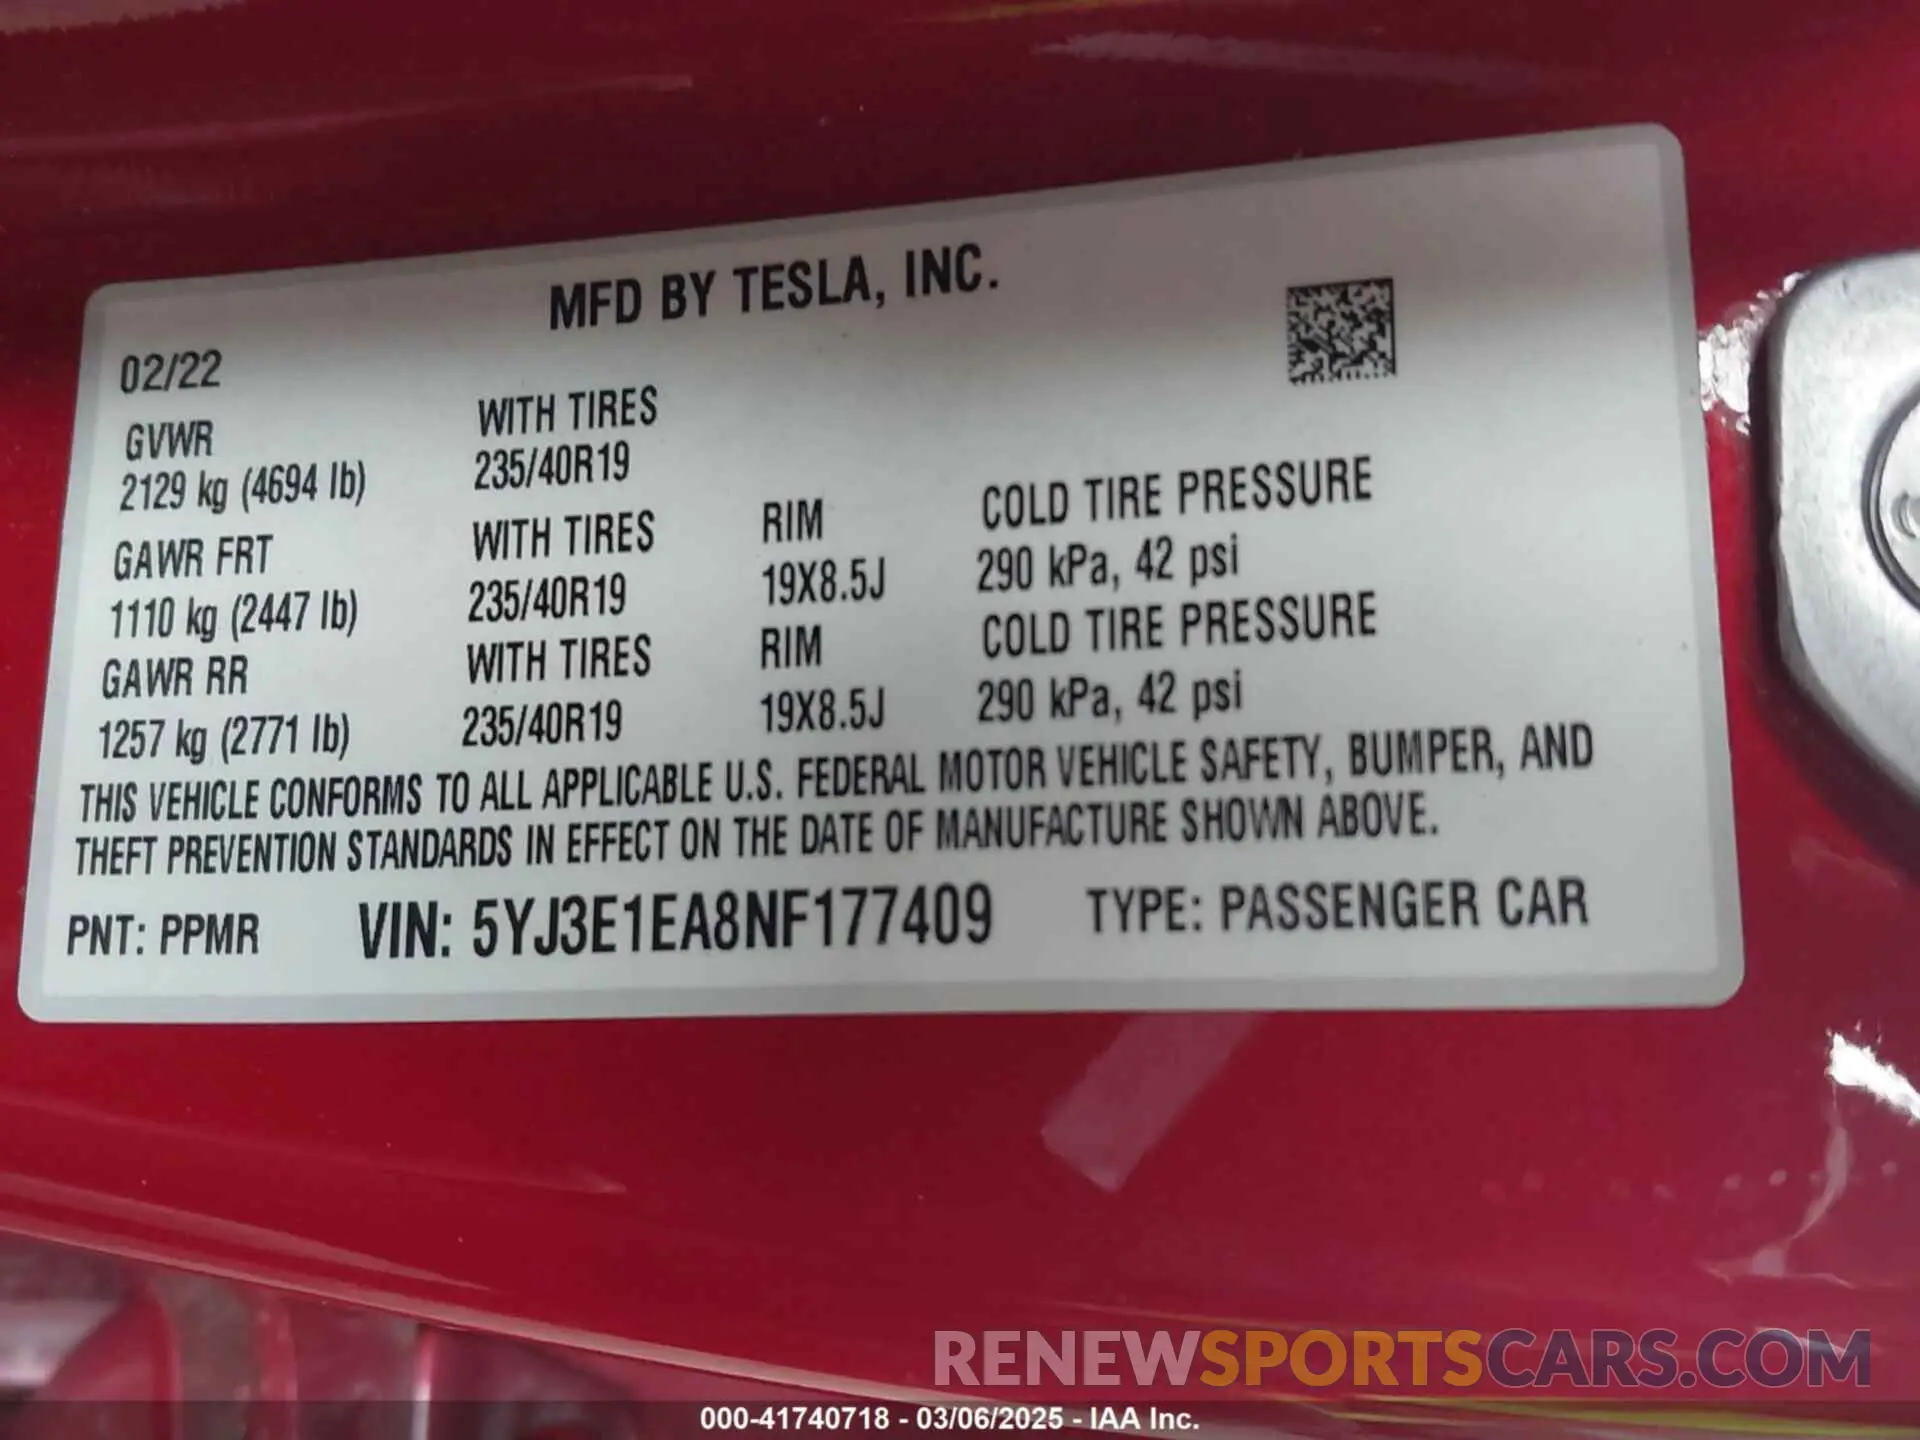 MFD BY TESLA, INC.
02/22
GVWR WITH TIRES
2129 kg (4694 lb) 235/40R19
GAWR FRT WITH TIRES RIM COLD TIRE PRESSURE
1110 kg (2447 lb) 235/40R19 19X8.5J 290 kPa, 42 psi
GAWR RR WITH TIRES RIM COLD TIRE PRESSURE
1257 kg (2771 lb) 235/40R19 19X8.5J 290 kPa, 42 psi
THIS VEHICLE CONFORMS TO ALL APPLICABLE U.S. FEDERAL MOTOR VEHICLE SAFETY, BUMPER, AND
THEFT PREVENTION STANDARDS IN EFFECT ON THE DATE OF MANUFACTURE SHOWN ABOVE.
PNT: PPMR VIN: 5YJ3E1EA8NF177409 TYPE: PASSENGER CAR
RENEWSPORTSCARS.COM
000-41740718 - 03/06/2025 - IAA Inc.